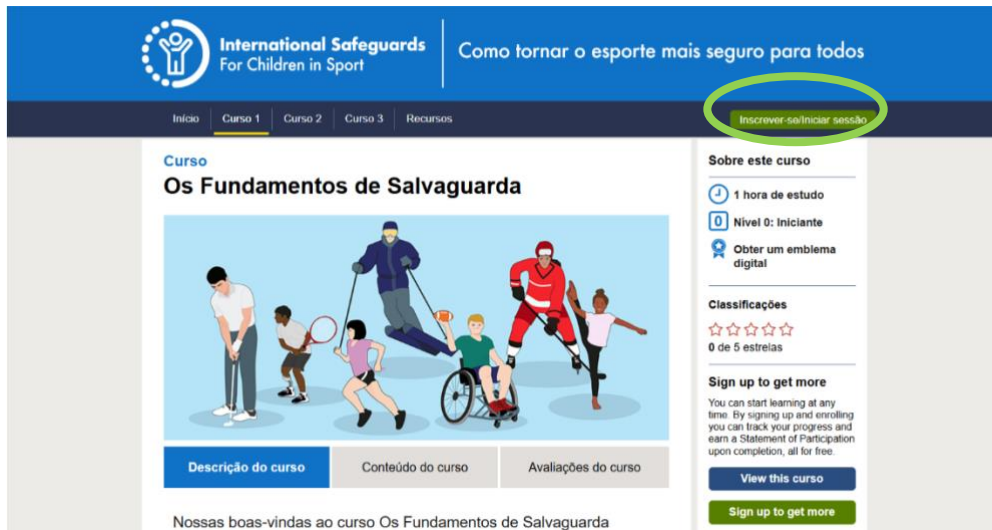 International Safeguards
For Children in Sport
Como tornar o esporte mais seguro para todos
Início
Curso 1
Curso 2
Curso 3
Recursos
Inscrever-se/Iniciar sessão
Curso
Os Fundamentos de Salvaguarda
Descrição do curso
Conteúdo do curso
Avaliações do curso
Nossas boas-vindas ao curso Os Fundamentos de Salvaguarda
Sobre este curso
1 hora de estudo
0 Nível 0: Iniciante
Obter um emblema
digital
Classificações
0 de 5 estrelas
Sign up to get more
You can start learning at any
time. By signing up and enrolling
you can track your progress and
earn a Statement of Participation
upon completion, all for free.
View this curso
Sign up to get more